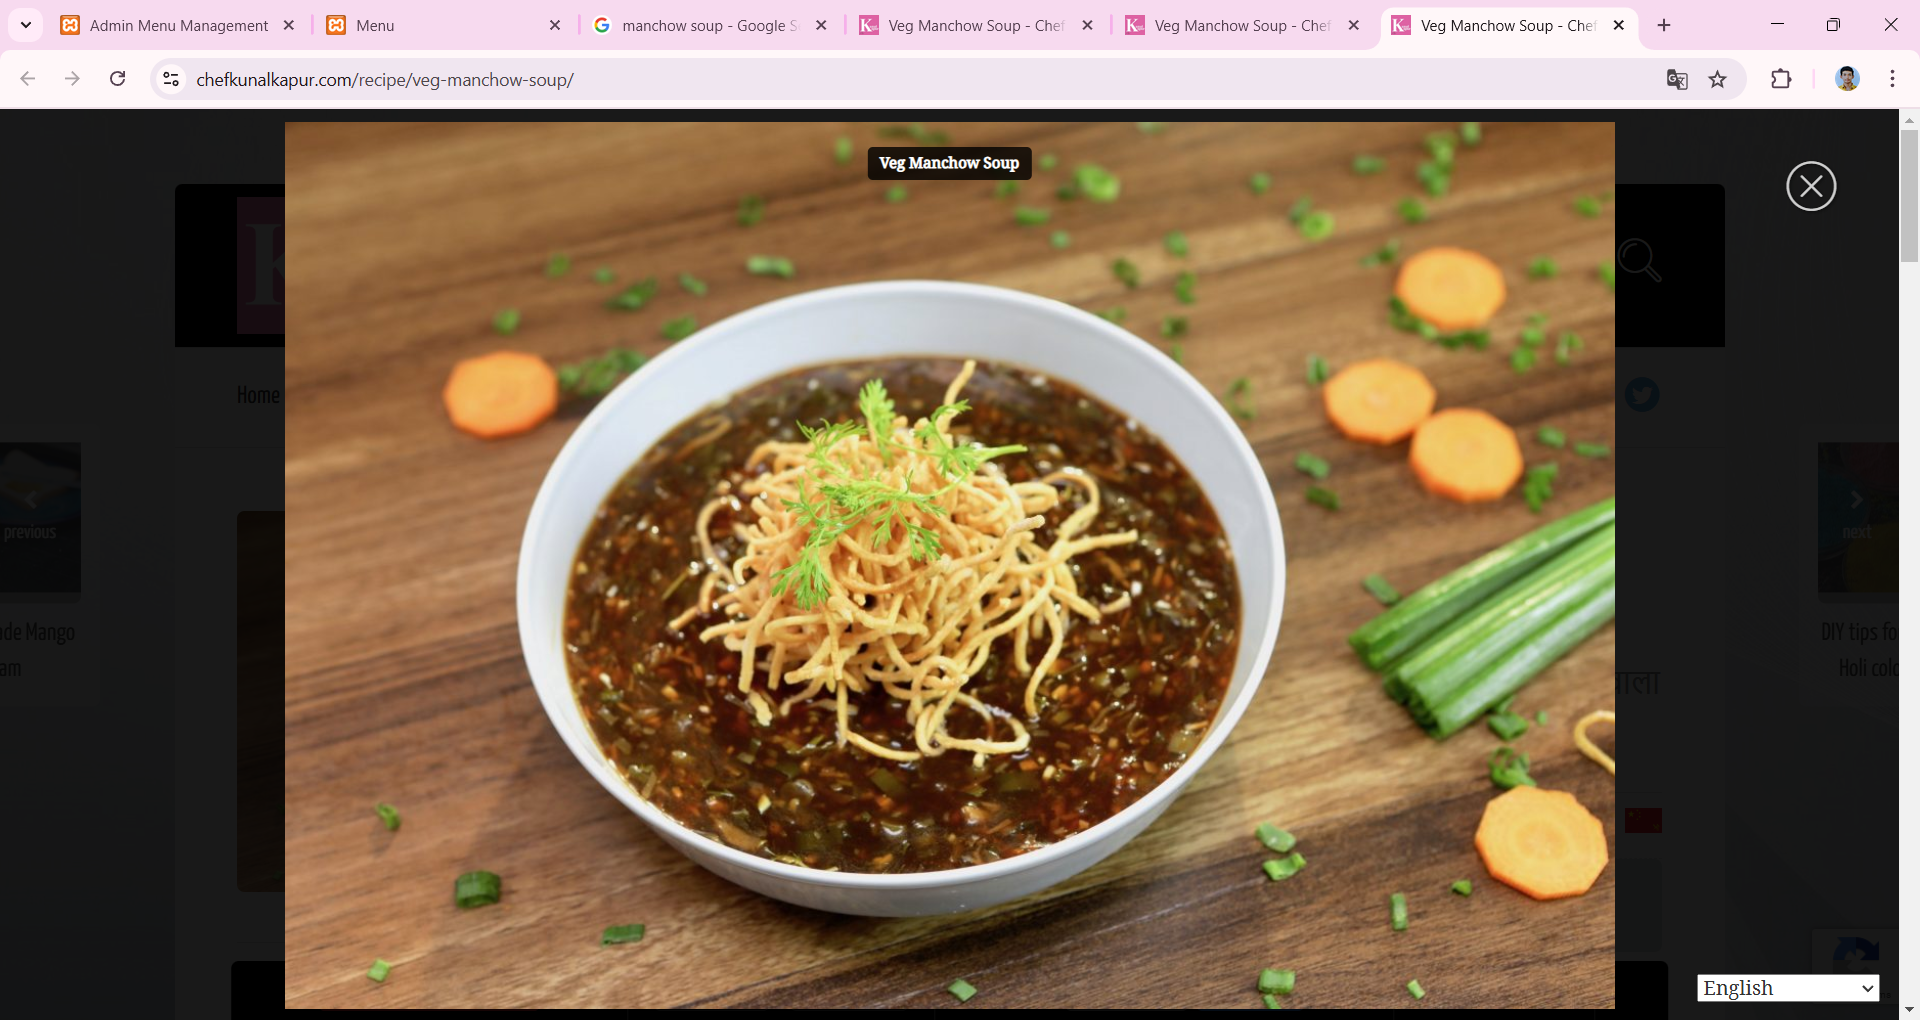 Admin Menu Management
Menu
manchow soup - Google S
Veg Manchow Soup - Chef
Veg Manchow Soup - Chef
Veg Manchow Soup - Chef
chefkunalkapur.com/recipe/veg-manchow-soup/
Veg Manchow Soup
K
Home
previous
next
ade Mango
am
DIY tips fo
Holi colo
ाला
English